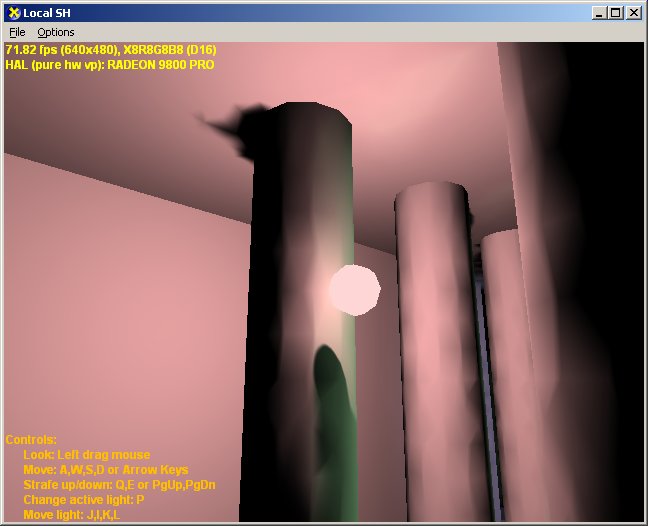 Local SH
File Options
71.82 fps (640x480), X8R8G8B8 (D16)
HAL (pure hw vp): RADEON 9800 PRO
Controls:
Look: Left drag mouse
Move: A,W,S,D or Arrow Keys
Strafe up/down: Q,E or PgUp,PgDn
Change active light: P
Move light: J,I,K,L